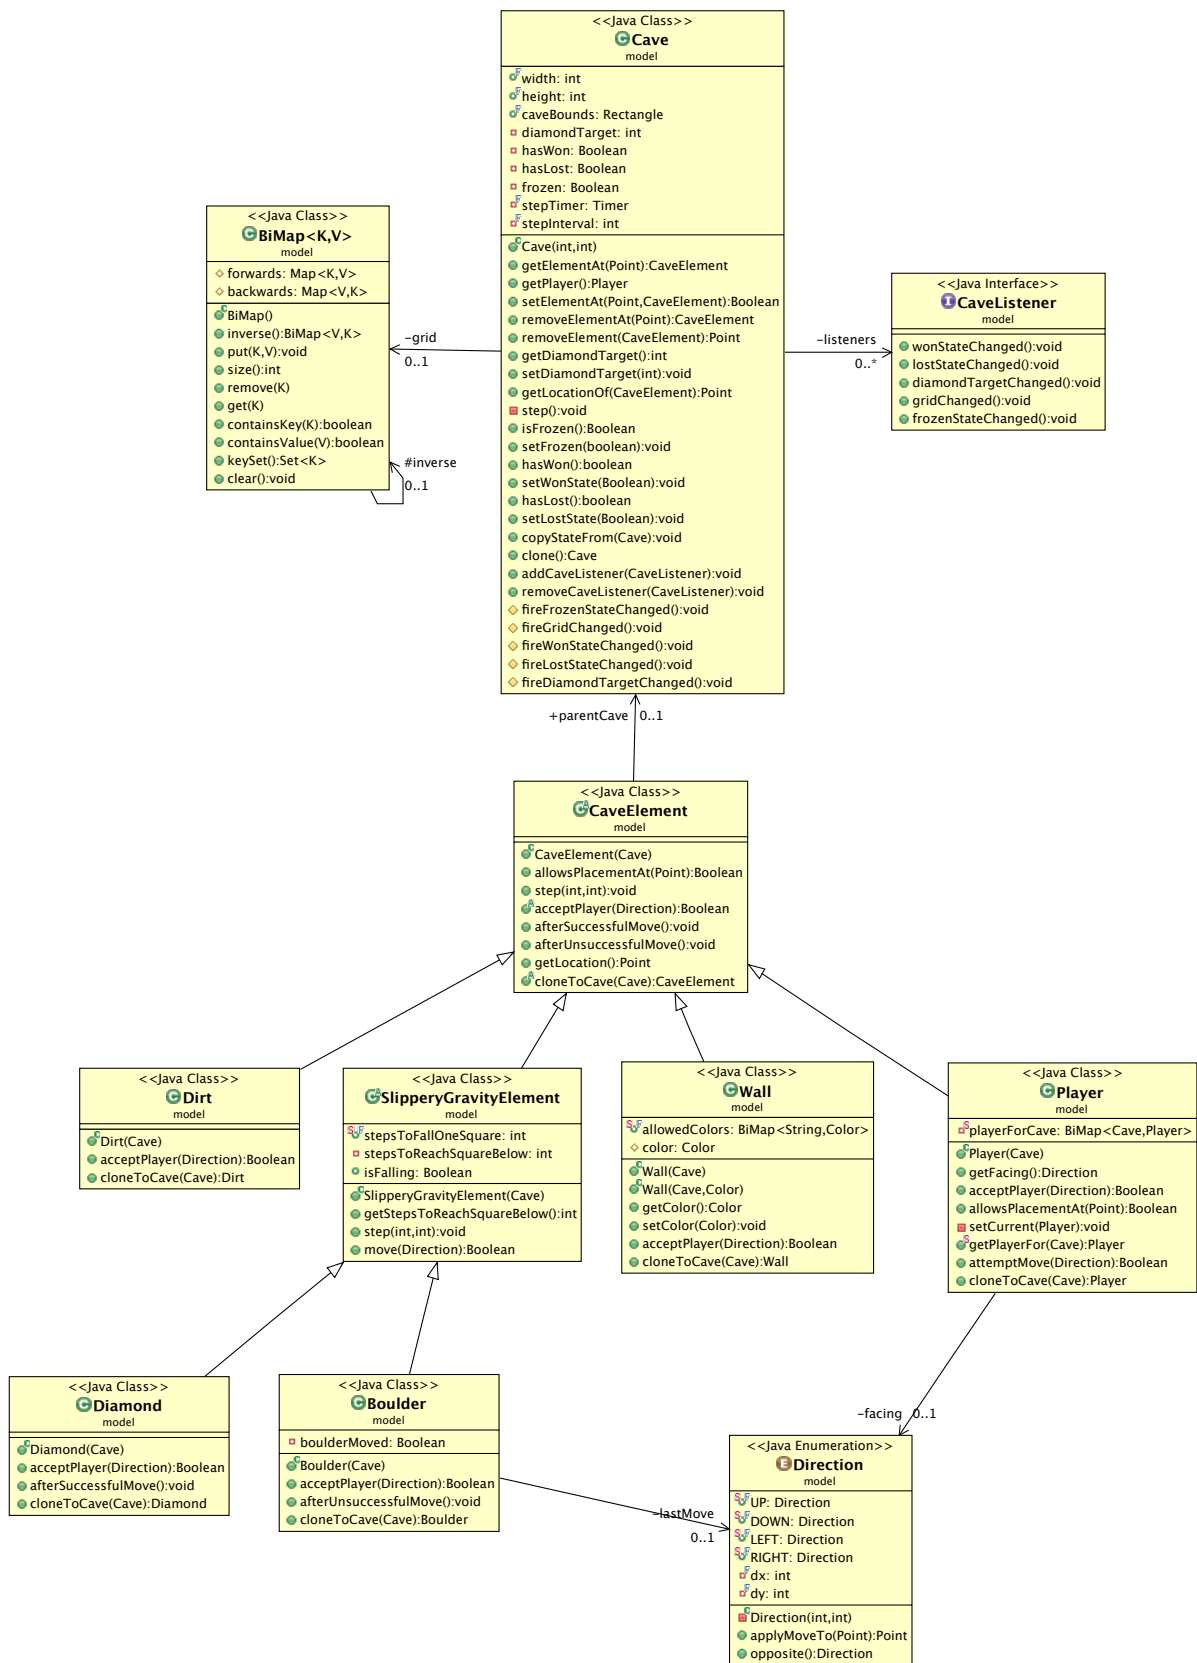 <<Java Class>>
Cave
model
width: int
height: int
caveBounds: Rectangle
diamondTarget: int
hasWon: Boolean
hasLost: Boolean
frozen: Boolean
stepTimer: Timer
stepInterval: int
Cave(int,int)
getElementAt(Point):CaveElement
getPlayer():Player
setElementAt(Point,CaveElement):Boolean
removeElementAt(Point):CaveElement
removeElement(CaveElement):Point
getDiamondTarget():int
setDiamondTarget(int):void
getLocationOf(CaveElement):Point
step():void
isFrozen():Boolean
setFrozen(boolean):void
hasWon():boolean
setWonState(Boolean):void
hasLost():boolean
setLostState(Boolean):void
copyStateFrom(Cave):void
clone():Cave
addCaveListener(CaveListener):void
removeCaveListener(CaveListener):void
fireFrozenStateChanged():void
fireGridChanged():void
fireWonStateChanged():void
fireLostStateChanged():void
fireDiamondTargetChanged():void
<<Java Class>>
BiMap<K,V>
model
forwards: Map<K,V>
backwards: Map<V,K>
BiMap()
inverse():BiMap<V,K>
put(K,V):void
size():int
remove(K)
get(K)
containsKey(K):boolean
containsValue(V):boolean
keySet():Set<K>
clear():void
-grid
0..1
#inverse
0..1
-listeners
0..*
<<Java Interface>>
CaveListener
model
wonStateChanged():void
lostStateChanged():void
diamondTargetChanged():void
gridChanged():void
frozenStateChanged():void
+parentCave
0..1
<<Java Class>>
CaveElement
model
CaveElement(Cave)
allowsPlacementAt(Point):Boolean
step(int,int):void
acceptPlayer(Direction):Boolean
afterSuccessfulMove():void
afterUnsuccessfulMove():void
getLocation():Point
cloneToCave(Cave):CaveElement
<<Java Class>>
Dirt
model
Dirt(Cave)
acceptPlayer(Direction):Boolean
cloneToCave(Cave):Dirt
<<Java Class>>
SlipperyGravityElement
model
stepsToFallOneSquare: int
stepsToReachSquareBelow: int
isFalling: Boolean
SlipperyGravityElement(Cave)
getStepsToReachSquareBelow():int
step(int,int):void
move(Direction):Boolean
<<Java Class>>
Wall
model
allowedColors: BiMap<String,Color>
color: Color
Wall(Cave)
Wall(Cave,Color)
getColor():Color
setColor(Color):void
acceptPlayer(Direction):Boolean
cloneToCave(Cave):Wall
<<Java Class>>
Player
model
playerForCave: BiMap<Cave,Player>
Player(Cave)
getFacing():Direction
acceptPlayer(Direction):Boolean
allowsPlacementAt(Point):Boolean
setCurrent(Player):void
getPlayerFor(Cave):Player
attemptMove(Direction):Boolean
cloneToCave(Cave):Player
<<Java Class>>
Diamond
model
Diamond(Cave)
acceptPlayer(Direction):Boolean
afterSuccessfulMove():void
cloneToCave(Cave):Diamond
<<Java Class>>
Boulder
model
boulderMoved: Boolean
Boulder(Cave)
acceptPlayer(Direction):Boolean
afterUnsuccessfulMove():void
cloneToCave(Cave):Boulder
-lastMove
0..1
-facing
0..1
<<Java Enumeration>>
Direction
model
UP: Direction
DOWN: Direction
LEFT: Direction
RIGHT: Direction
dx: int
dy: int
Direction(int,int)
applyMoveTo(Point):Point
opposite():Direction